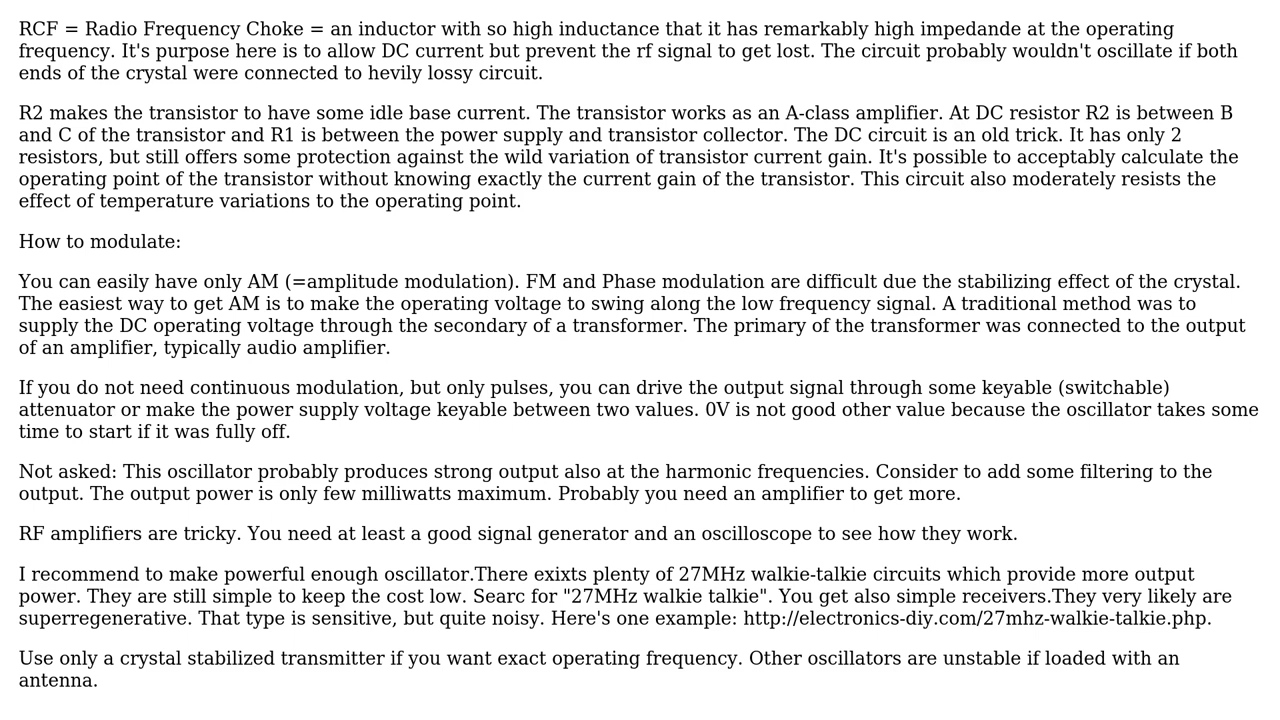 RCF = Radio Frequency Choke = an inductor with so high inductance that it has remarkably high impedande at the operating
frequency. It's purpose here is to allow DC current but prevent the rf signal to get lost. The circuit probably wouldn't oscillate if both
ends of the crystal were connected to hevily lossy circuit.
R2 makes the transistor to have some idle base current. The transistor works as an A-class amplifier. At DC resistor R2 is between B
and C of the transistor and R1 is between the power supply and transistor collector. The DC circuit is an old trick. It has only 2
resistors, but still offers some protection against the wild variation of transistor current gain. It's possible to acceptably calculate the
operating point of the transistor without knowing exactly the current gain of the transistor. This circuit also moderately resists the
effect of temperature variations to the operating point.
How to modulate:
You can easily have only AM (=amplitude modulation). FM and Phase modulation are difficult due the stabilizing effect of the crystal.
The easiest way to get AM is to make the operating voltage to swing along the low frequency signal. A traditional method was to
supply the DC operating voltage through the secondary of a transformer. The primary of the transformer was connected to the output
of an amplifier, typically audio amplifier.
If you do not need continuous modulation, but only pulses, you can drive the output signal through some keyable (switchable)
attenuator or make the power supply voltage keyable between two values. 0V is not good other value because the oscillator takes some
time to start if it was fully off.
Not asked: This oscillator probably produces strong output also at the harmonic frequencies. Consider to add some filtering to the
output. The output power is only few milliwatts maximum. Probably you need an amplifier to get more.
RF amplifiers are tricky. You need at least a good signal generator and an oscilloscope to see how they work.
I recommend to make powerful enough oscillator.There exixts plenty of 27MHz walkie-talkie circuits which provide more output
power. They are still simple to keep the cost low. Searc for "27MHz walkie talkie". You get also simple receivers.They very likely are
superregenerative. That type is sensitive, but quite noisy. Here's one example: http://electronics-diy.com/27mhz-walkie-talkie.php.
Use only a crystal stabilized transmitter if you want exact operating frequency. Other oscillators are unstable if loaded with an
antenna.